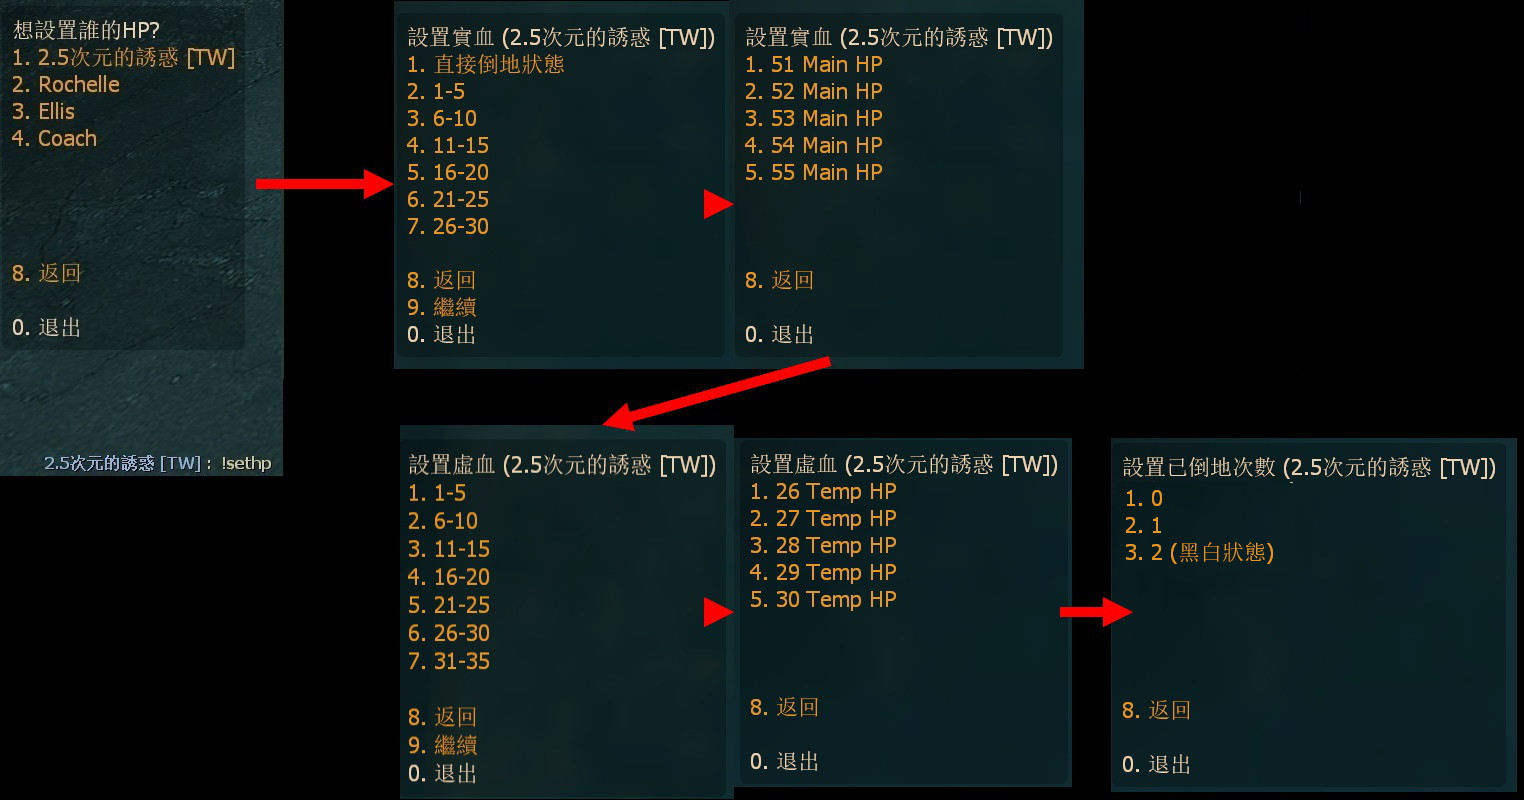 想設置誰的HP?
1. 2.5次元的誘惑 [TW]
2. Rochelle
3. Ellis
4. Coach
8. 返回
0. 退出
2.5次元的誘惑 [TW] : !sethp
設置實血 (2.5次元的誘惑 [TW])
1. 直接倒地狀態
2. 1-5
3. 6-10
4. 11-15
5. 16-20
6. 21-25
7. 26-30
8. 返回
9. 繼續
0. 退出
設置實血 (2.5次元的誘惑 [TW])
1. 51 Main HP
2. 52 Main HP
3. 53 Main HP
4. 54 Main HP
5. 55 Main HP
8. 返回
0. 退出
設置虛血 (2.5次元的誘惑 [TW])
1. 1-5
2. 6-10
3. 11-15
4. 16-20
5. 21-25
6. 26-30
7. 31-35
8. 返回
9. 繼續
0. 退出
設置虛血 (2.5次元的誘惑 [TW])
1. 26 Temp HP
2. 27 Temp HP
3. 28 Temp HP
4. 29 Temp HP
5. 30 Temp HP
8. 返回
0. 退出
設置已倒地次數 (2.5次元的誘惑 [TW])
1. 0
2. 1
3. 2 (黑白狀態)
8. 返回
0. 退出